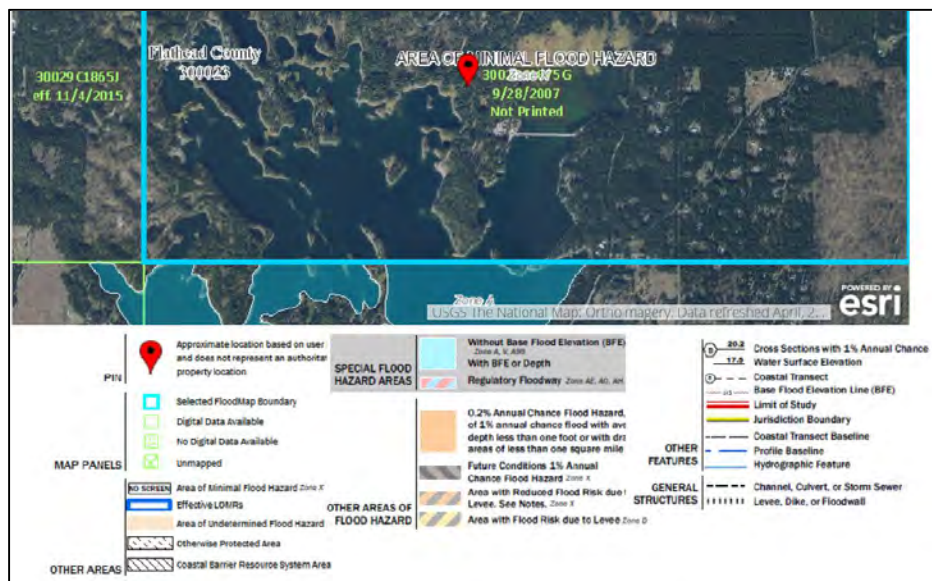 Flathead County
300023
AREA OF MINIMAL FLOOD HAZARD
Zone X
30029C1865J
eff. 11/4/2015
9/28/2007
Not Printed
Zone A
POWERED BY
esri
USGS The National Map: Orthoimagery. Data refreshed April, 2...
PIN
Approximate location based on user
and does not represent an authoritat
property location
MAP PANELS
Selected FloodMap Boundary
Digital Data Available
No Digital Data Available
Unmapped
OTHER AREAS
NO SCREEN
Area of Minimal Flood Hazard Zone X
Effective LOMRs
Area of Undetermined Flood Hazard
Otherwise Protected Area
Coastal Barrier Resource System Area
SPECIAL FLOOD
HAZARD AREAS
Without Base Flood Elevation (BFE)
Zone A, V, A99
With BFE or Depth
Regulatory Floodway Zone AE, AO, AH,
OTHER AREAS OF
FLOOD HAZARD
0.2% Annual Chance Flood Hazard,
of 1% annual chance flood with ave
depth less than one foot or with dra
areas of less than one square mile
Future Conditions 1% Annual
Chance Flood Hazard Zone X
Area with Reduced Flood Risk due t
Levee. See Notes. Zone X
Area with Flood Risk due to Levee Zone D
OTHER
FEATURES
20.2
Cross Sections with 1% Annual Chance
17.5
Water Surface Elevation
Coastal Transect
Base Flood Elevation Line (BFE)
Limit of Study
Jurisdiction Boundary
Coastal Transect Baseline
Profile Baseline
Hydrographic Feature
GENERAL
STRUCTURES
Channel, Culvert, or Storm Sewer
Levee, Dike, or Floodwall